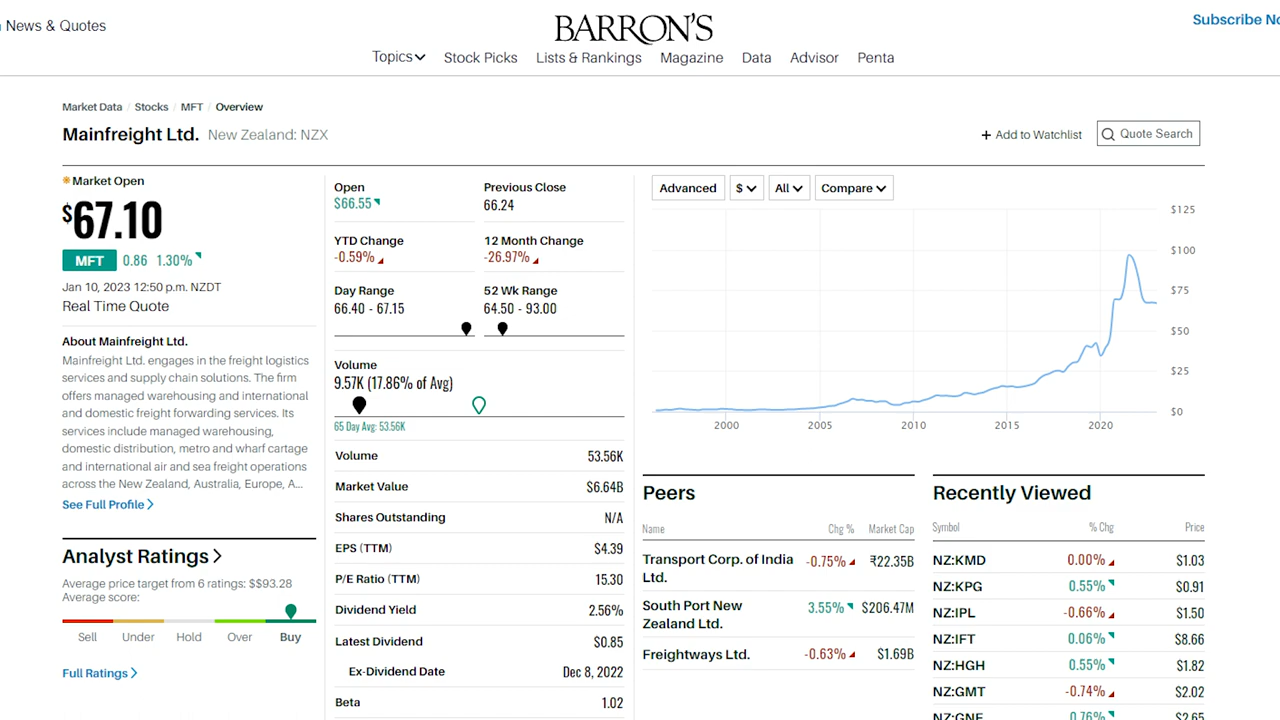 News & Quotes
BARRON'S
Subscribe No
Topics Stock Picks Lists & Rankings Magazine Data Advisor Penta
Market Data / Stocks / MFT / Overview
Mainfreight Ltd. New Zealand: NZX
+ Add to Watchlist
Quote Search
Market Open
$67.10
MFT 0.86 1.30%
Jan 10, 2023 12:50 p.m. NZDT
Real Time Quote
About Mainfreight Ltd.
Mainfreight Ltd. engages in the freight logistics
services and supply chain solutions. The firm
offers managed warehousing and international
and domestic freight forwarding services. Its
services include managed warehousing,
domestic distribution, metro and wharf cartage
and international air and sea freight operations
across the New Zealand, Australia, Europe, A...
See Full Profile
Analyst Ratings
Average price target from 6 ratings: $$93.28
Average score:
Sell Under Hold Over Buy
Full Ratings
Open Previous Close
$66.55 66.24
YTD Change 12 Month Change
-0.59% -26.97%
Day Range 52 Wk Range
66.40 - 67.15 64.50 - 93.00
Volume
9.57K (17.86% of Avg)
65 Day Avg: 53.56K
Volume 53.56K
Market Value $6.64B
Shares Outstanding N/A
EPS (TTM) $4.39
P/E Ratio (TTM) 15.30
Dividend Yield 2.56%
Latest Dividend $0.85
Ex-Dividend Date Dec 8, 2022
Beta 1.02
Advanced $ All Compare
$125
$100
$75
$50
$25
$0
2000 2005 2010 2015 2020
Peers
Name Chg % Market Cap
Transport Corp. of India -0.75% ₹22.35B
Ltd.
South Port New 3.55% $206.47M
Zealand Ltd.
Freightways Ltd. -0.63% $1.69B
Recently Viewed
Symbol % Chg Price
NZ:KMD 0.00% $1.03
NZ:KPG 0.55% $0.91
NZ:IPL -0.66% $1.50
NZ:IFT 0.06% $8.66
NZ:HGH 0.55% $1.82
NZ:GMT -0.74% $2.02
NZ:GNE 0.76% $2.65